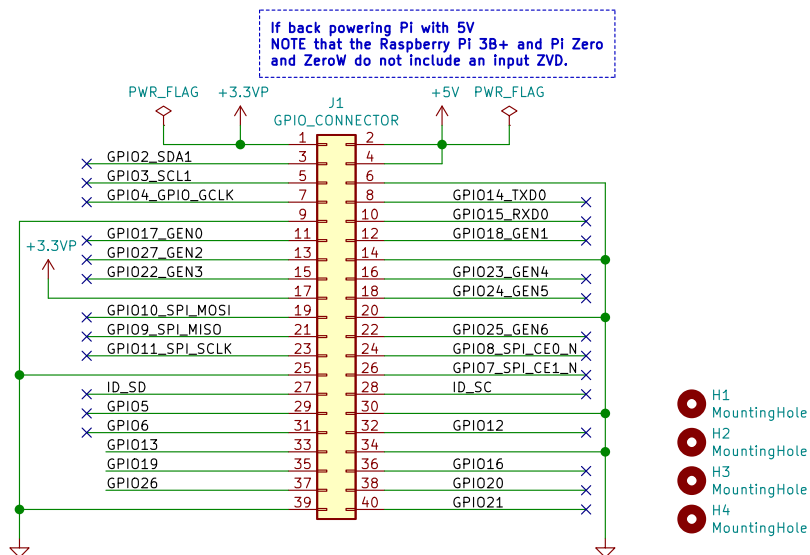 If back powering Pi with 5V
NOTE that the Raspberry Pi 3B+ and Pi Zero
and ZeroW do not include an input ZVD.
PWR_FLAG +3.3VP +5V PWR_FLAG
J1
GPIO_CONNECTOR
1 2
GPIO2_SDA1 3 4
GPIO3_SCL1 5 6
GPIO4_GPIO_GCLK 7 8 GPIO14_TXD0
9 10 GPIO15_RXD0
GPIO17_GEN0 11 12 GPIO18_GEN1
+3.3VP
GPIO27_GEN2 13 14
GPIO22_GEN3 15 16 GPIO23_GEN4
17 18 GPIO24_GEN5
GPIO10_SPI_MOSI 19 20
GPIO9_SPI_MISO 21 22 GPIO25_GEN6
GPIO11_SPI_SCLK 23 24 GPIO8_SPI_CE0_N
25 26 GPIO7_SPI_CE1_N
ID_SD 27 28 ID_SC
GPIO5 29 30
GPIO6 31 32 GPIO12
GPIO13 33 34
GPIO19 35 36 GPIO16
GPIO26 37 38 GPIO20
39 40 GPIO21
H1
MountingHole
H2
MountingHole
H3
MountingHole
H4
MountingHole